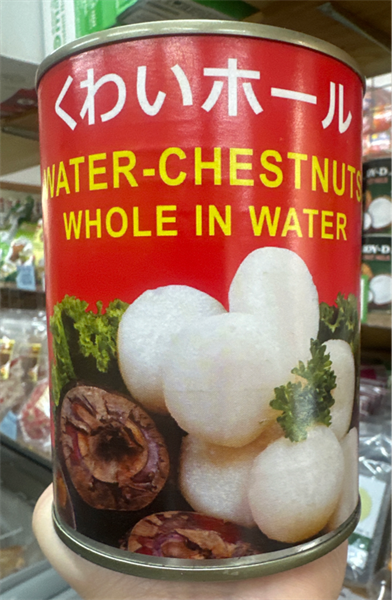 くわいホール
WATER-CHESTNUTS
WHOLE IN WATER